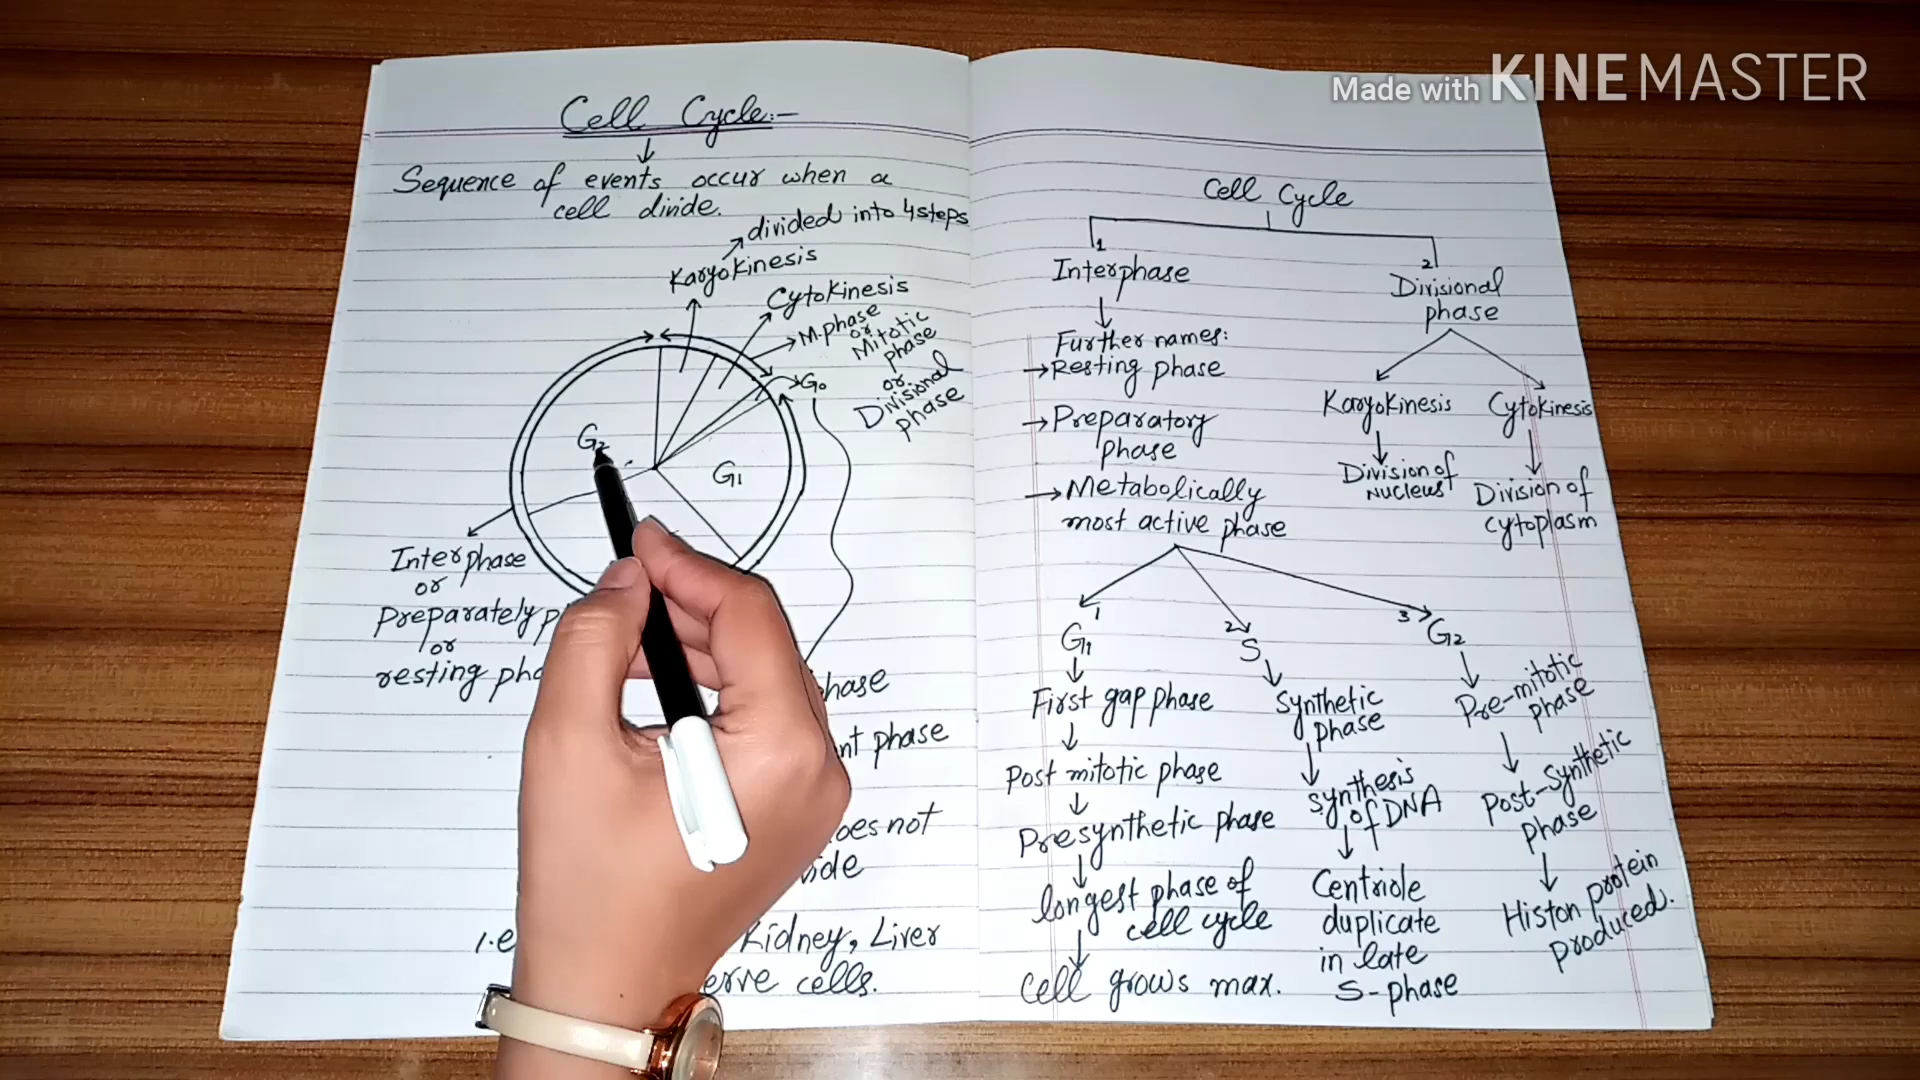 Made with KINEMASTER
Cell Cycle:-
Sequence of events occur when a
cell divide.
divided into 4 steps
Karyokinesis
Cytokinesis
M.phase
or
Mitotic
phase
or
Divisional
phase
G₀
G₂
G₁
Interphase
or
Preparately
or
resting
phase
phase
not
Kidney, Liver
cells.
Cell Cycle
1
Interphase
Further names:
→Resting phase
→Preparatory
phase
→Metabolically
most active phase
2
Divisional
phase
Karyokinesis
Division of
Nucleus
Cytokinesis
Division of
cytoplasm
1
G₁
First gap phase
Post mitotic phase
Presynthetic phase
longest phase of
cell cycle
Cell grows max.
2
S
Synthetic
phase
Synthesis
of DNA
Centriole
duplicate
in late
S-phase
3
G₂
Pre-mitotic
phase
Post-Synthetic
phase
Histon protein
produced.